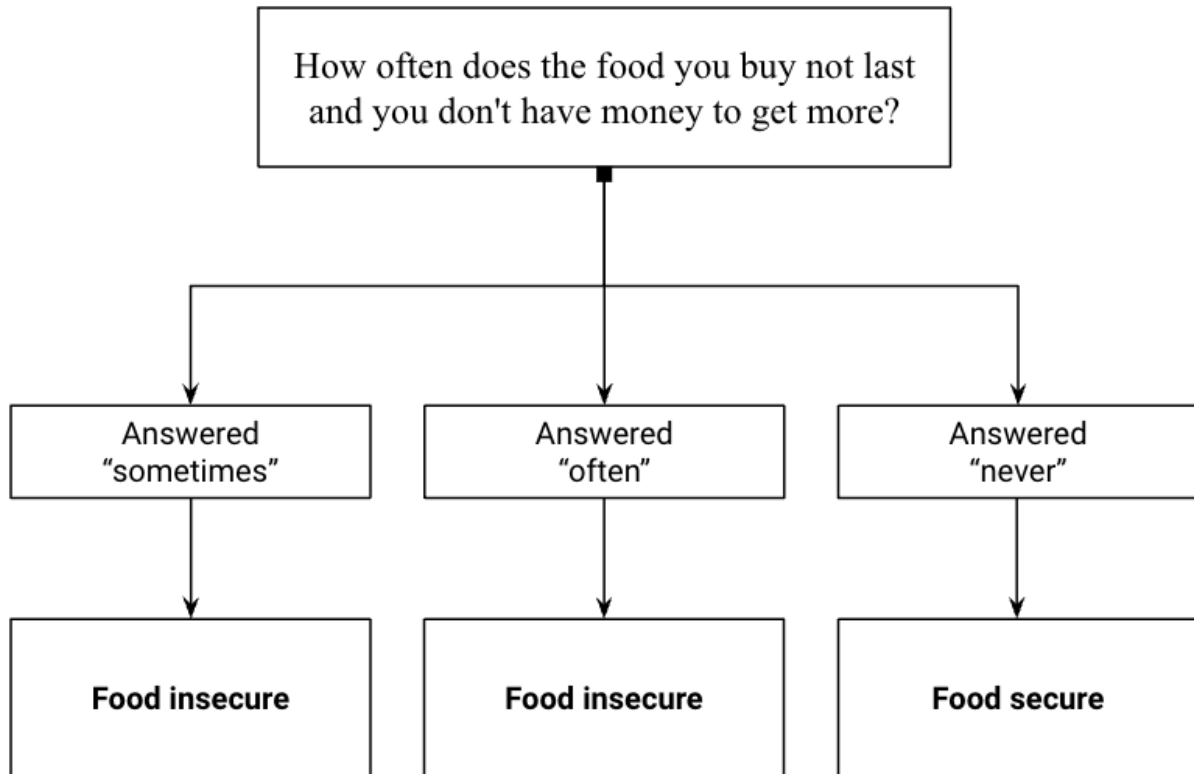 How often does the food you buy not last
and you don't have money to get more?
Answered
“sometimes”
Answered
“often”
Answered
“never”
Food insecure
Food insecure
Food secure